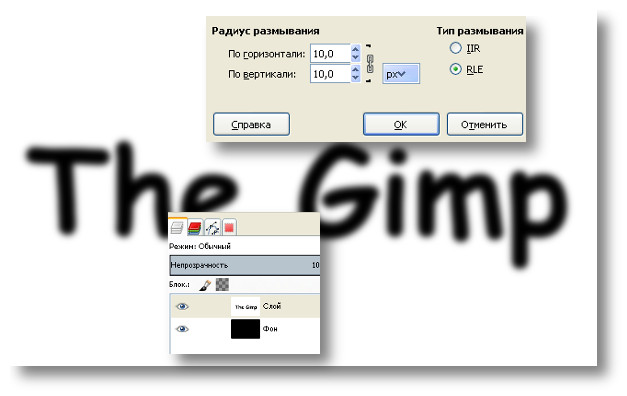 Радиус размывания
Тип размывания
По горизонтали: 10,0
IIR
По вертикали: 10,0
px
RLE
Справка
OK
Отменить
The Gimp
Режим: Обычный
Непрозрачность 10
Блок.:
The Gimp Слой
Фон